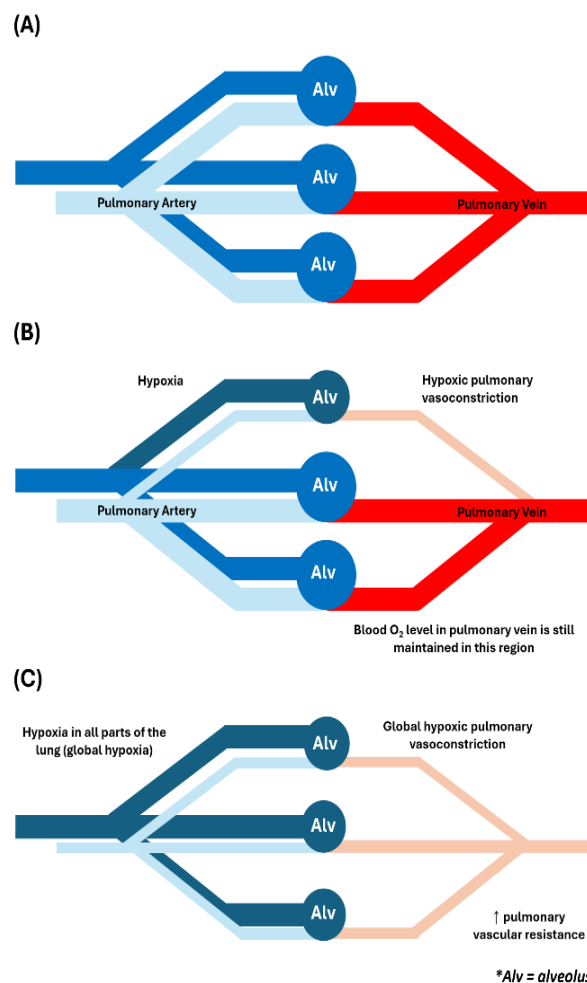 (A)
Alv
Alv
Pulmonary Artery
Pulmonary Vein
Alv
(B)
Hypoxia
Hypoxic pulmonary
vasoconstriction
Alv
Alv
Pulmonary Artery
Pulmonary Vein
Alv
Blood O₂ level in pulmonary vein is still
maintained in this region
(C)
Hypoxia in all parts of the
lung (global hypoxia)
Global hypoxic pulmonary
vasoconstriction
Alv
Alv
Alv
↑ pulmonary
vascular resistance
*Alv = alveolus